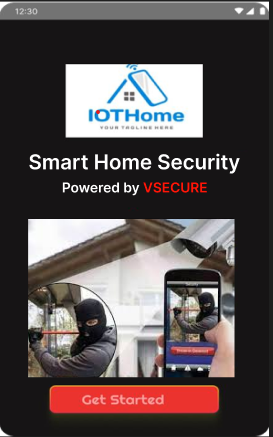 12:30
IOTHome
YOUR TAGLINE HERE
Smart Home Security
Powered by VSECURE
Get Started